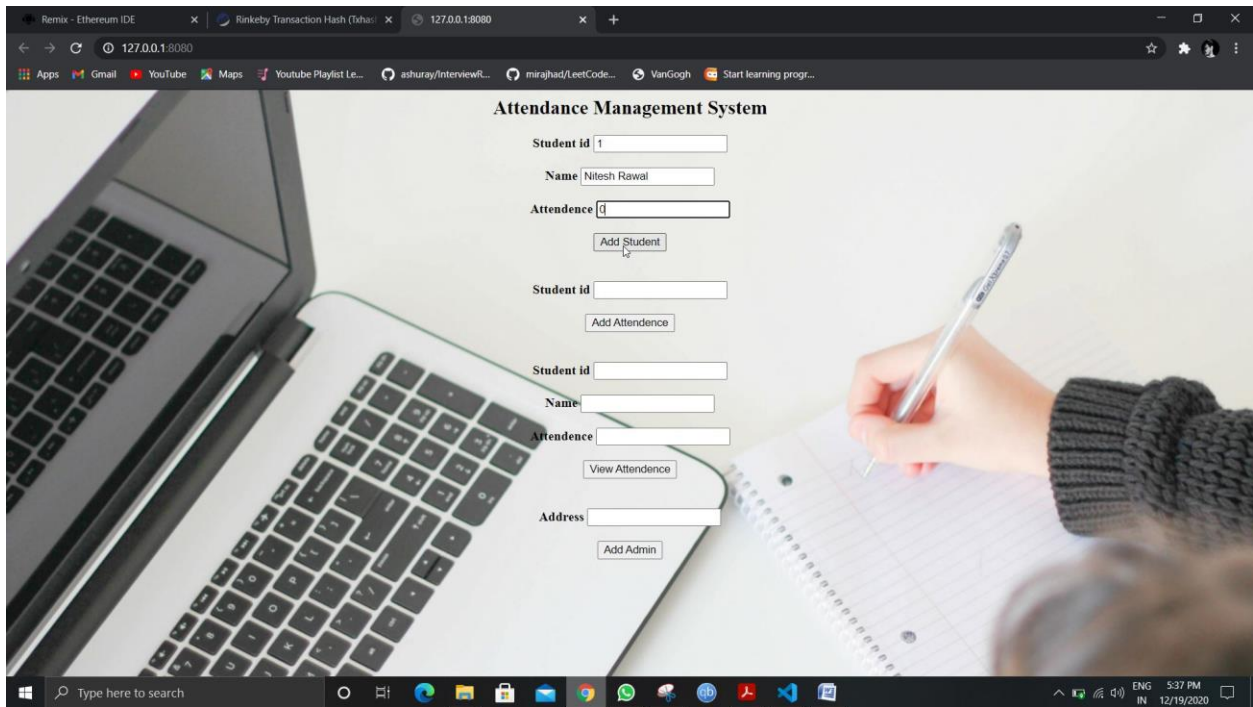 Remix - Ethereum IDE
Rinkeby Transaction Hash (Txhas
127.0.0.1:8080
127.0.0.1:8080
Apps Gmail YouTube Maps Youtube Playlist Le... ashuray/InterviewR... mirajhad/LeetCode... VanGogh Start learning progr...
Attendance Management System
Student id 1
Name Nitesh Rawal
Attendence 0
Add Student
Student id
Add Attendence
Student id
Name
Attendence
View Attendence
Address
Add Admin
Type here to search
ENG 5:37 PM
IN 12/19/2020